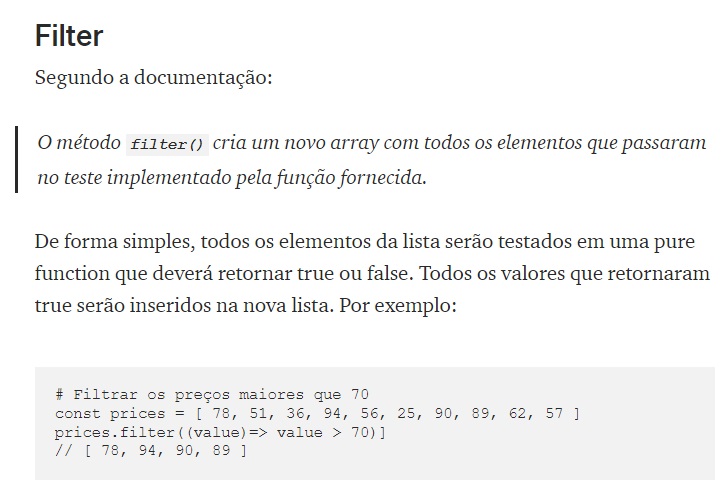 Filter
Segundo a documentação:
O método filter() cria um novo array com todos os elementos que passaram
no teste implementado pela função fornecida.
De forma simples, todos os elementos da lista serão testados em uma pure
function que deverá retornar true ou false. Todos os valores que retornaram
true serão inseridos na nova lista. Por exemplo:
# Filtrar os preços maiores que 70
const prices = [ 78, 51, 36, 94, 56, 25, 90, 89, 62, 57 ]
prices.filter((value)=> value > 70)]
// [ 78, 94, 90, 89 ]